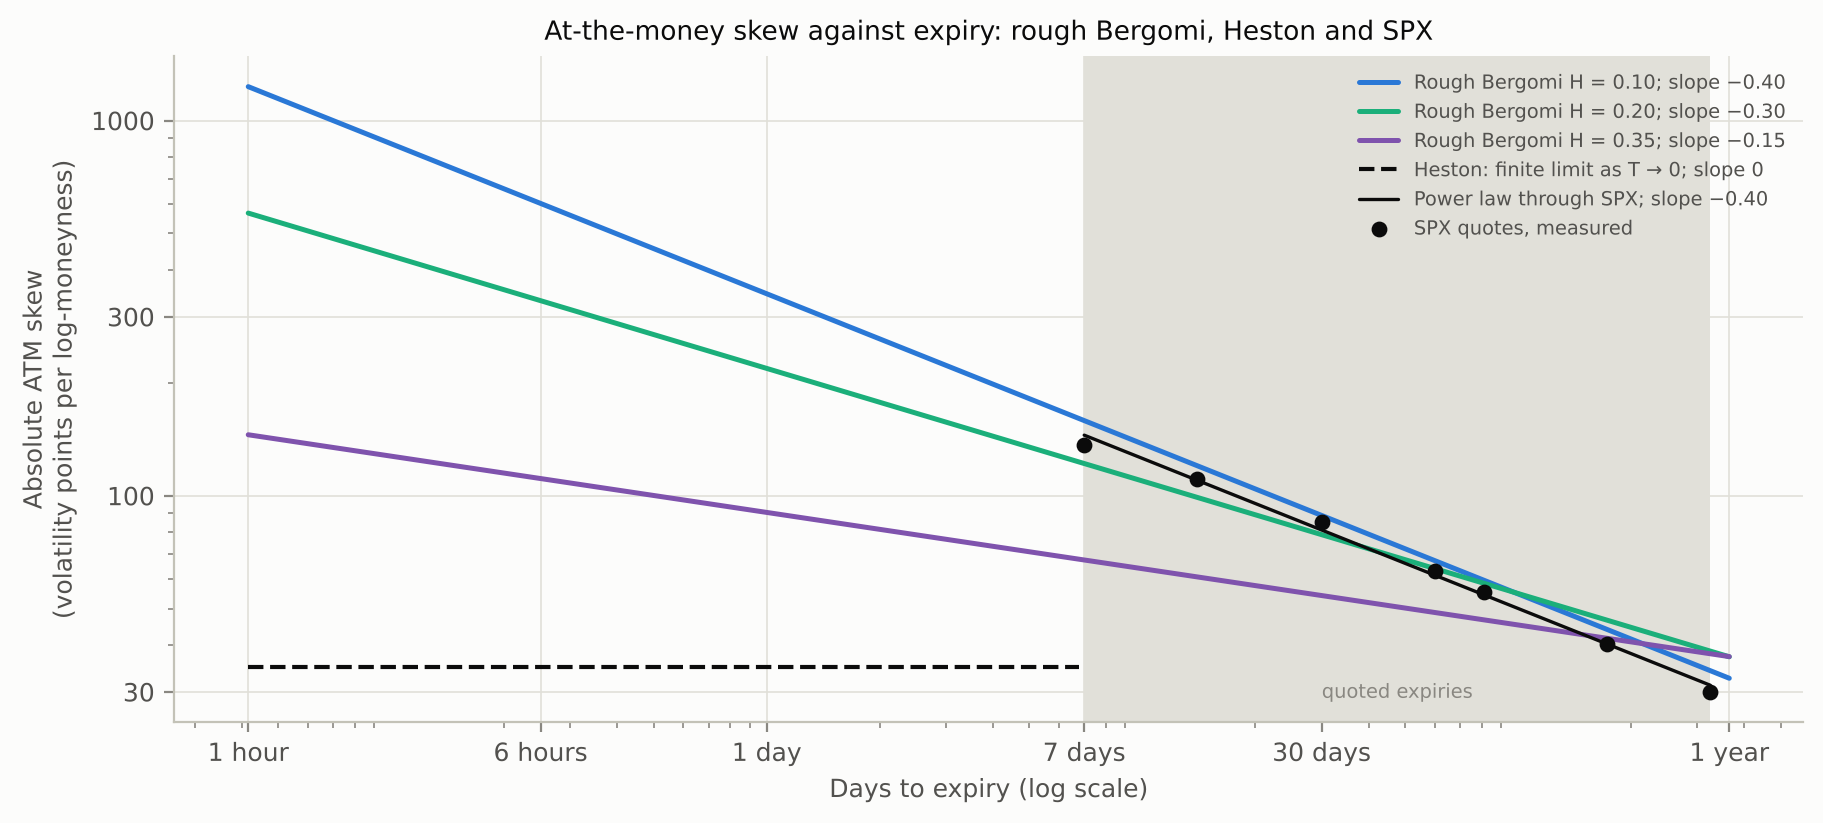 At-the-money skew against expiry: rough Bergomi, Heston and SPX
Rough Bergomi H = 0.10; slope −0.40
Rough Bergomi H = 0.20; slope −0.30
Rough Bergomi H = 0.35; slope −0.15
Heston: finite limit as T → 0; slope 0
Power law through SPX; slope −0.40
SPX quotes, measured
Absolute ATM skew
(volatility points per log-moneyness)
1000
300
100
30
quoted expiries
1 hour
6 hours
1 day
7 days
30 days
1 year
Days to expiry (log scale)